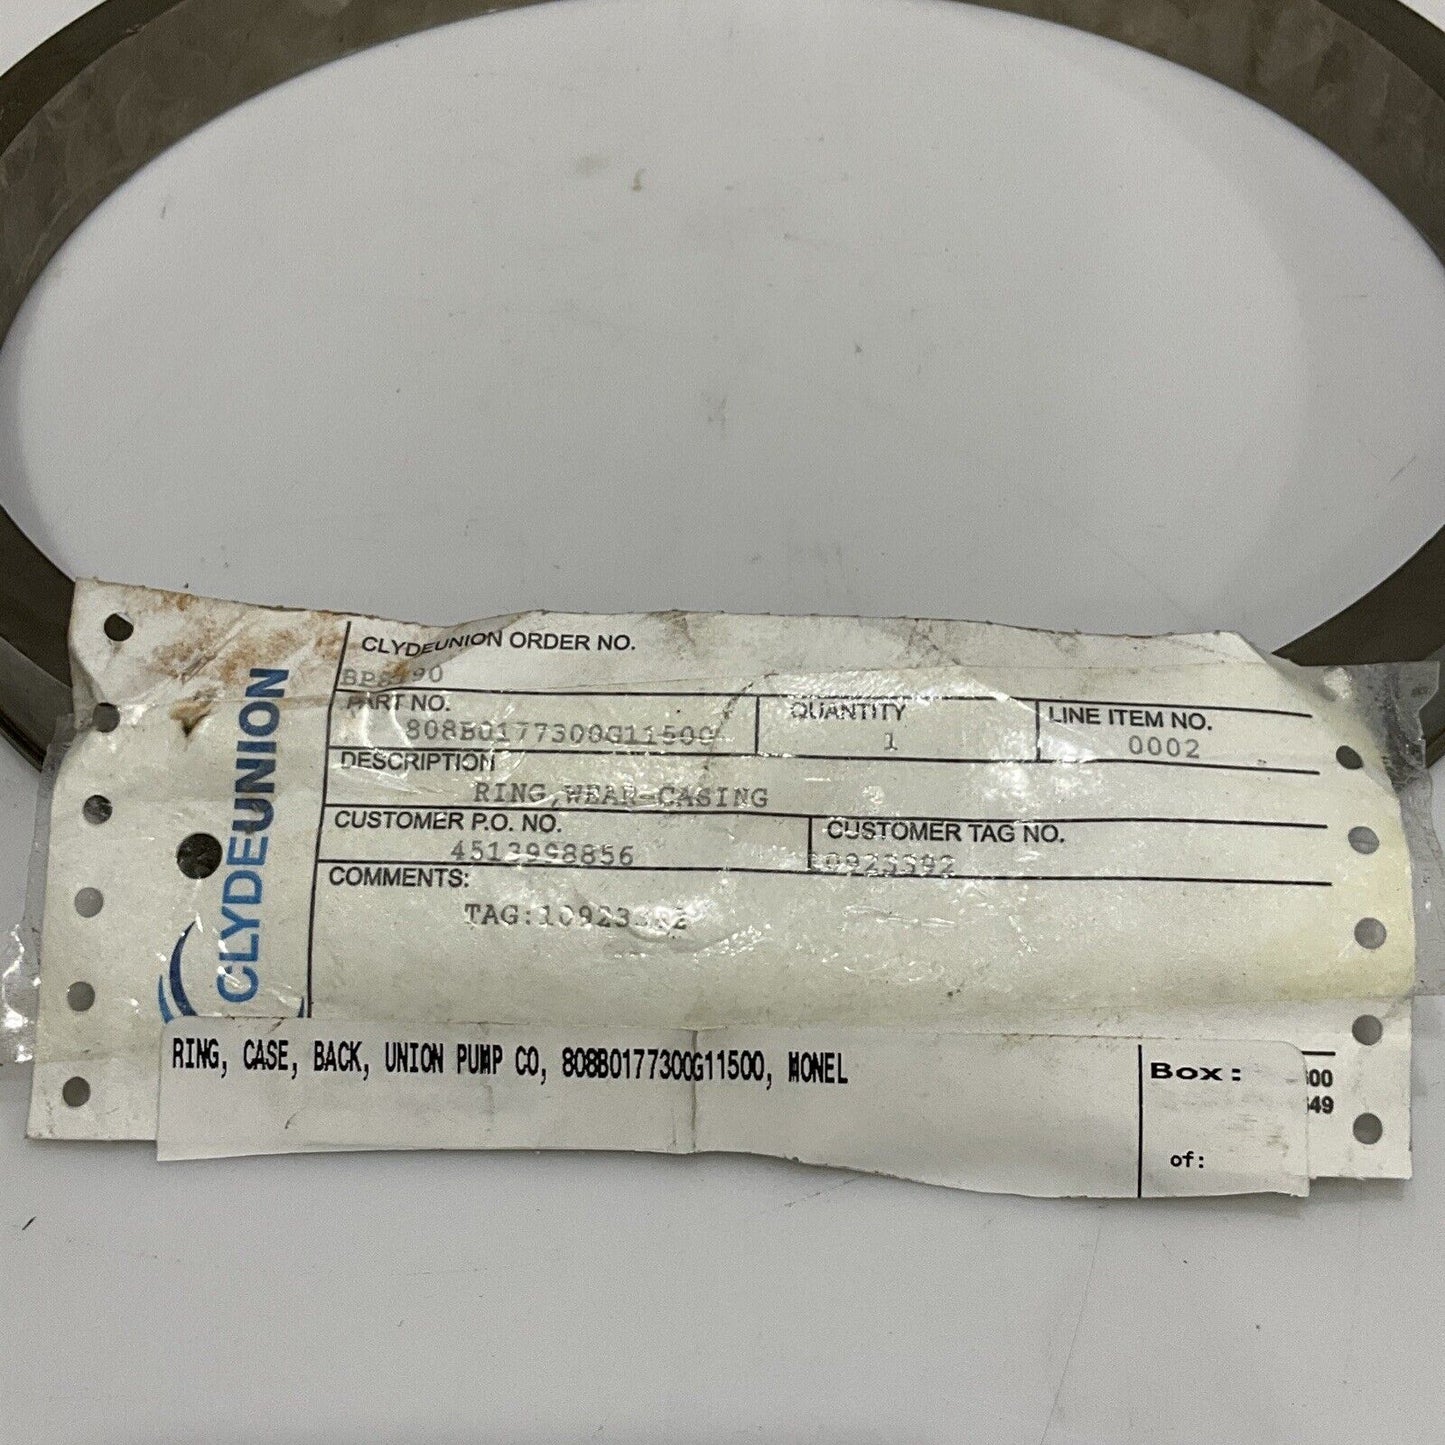 CLYDEUNION
CLYDEUNION ORDER NO.
PART NO.
808B0177300G11500
QUANTITY
1
LINE ITEM NO.
0002
DESCRIPTION
RING,WEAR-CASING
CUSTOMER P.O. NO.
4513998856
CUSTOMER TAG NO.
10923392
COMMENTS:
RING, CASE, BACK, UNION PUMP CO, 808B0177300G11500, MONEL
Box:
of: